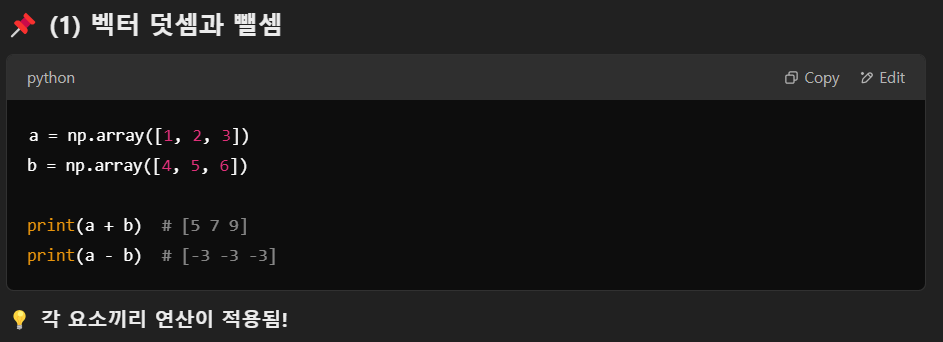 📌 (1) 벡터 덧셈과 뺄셈
python Copy Edit
a = np.array([1, 2, 3])
b = np.array([4, 5, 6])
print(a + b)  # [5 7 9]
print(a - b)  # [-3 -3 -3]
💡 각 요소끼리 연산이 적용됨!